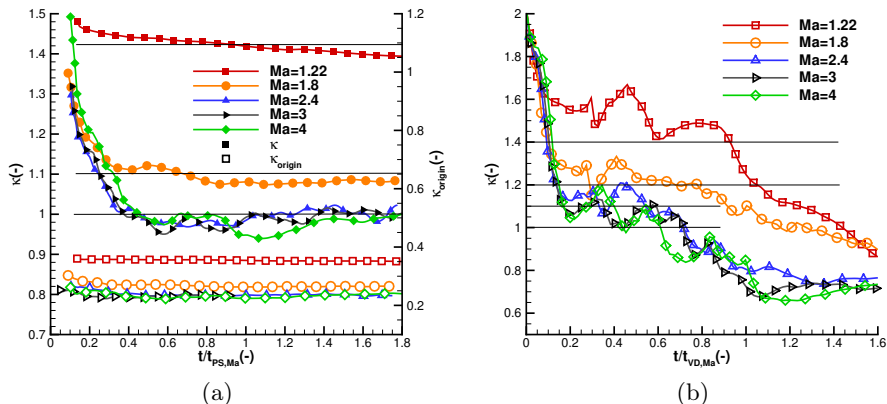 1.5
1.4
1.3
1.2
1.1
1
0.9
0.8
0.7
κ(-)
0 0.2 0.4 0.6 0.8 1 1.2 1.4 1.6 1.8
t/t_PS,Ma(-)
1.2
1
0.8
0.6
0.4
0.2
κ_origin(-)
Ma=1.22
Ma=1.8
Ma=2.4
Ma=3
Ma=4
κ
κ_origin
(a)
2
1.8
1.6
1.4
1.2
1
0.8
0.6
κ(-)
0 0.2 0.4 0.6 0.8 1 1.2 1.4 1.6
t/t_VD,Ma(-)
Ma=1.22
Ma=1.8
Ma=2.4
Ma=3
Ma=4
(b)